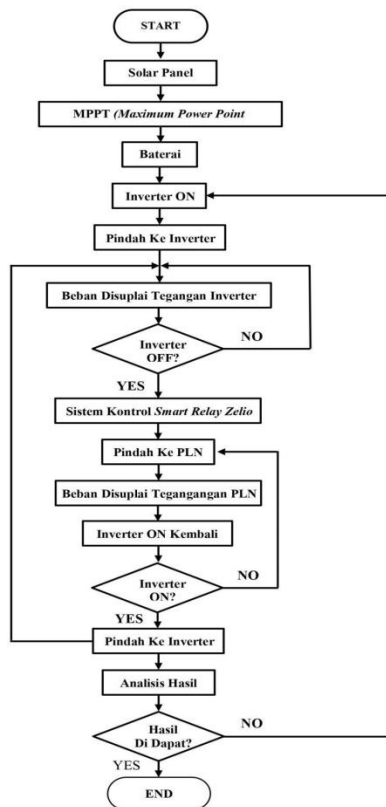 START
Solar Panel
MPPT (Maximum Power Point
Baterai
Inverter ON
Pindah Ke Inverter
Beban Disuplai Tegangan Inverter
Inverter
OFF?
NO
YES
Sistem Kontrol Smart Relay Zelio
Pindah Ke PLN
Beban Disuplai Tegangangan PLN
Inverter ON Kembali
Inverter
ON?
NO
YES
Pindah Ke Inverter
Analisis Hasil
Hasil
Di Dapat?
NO
YES
END